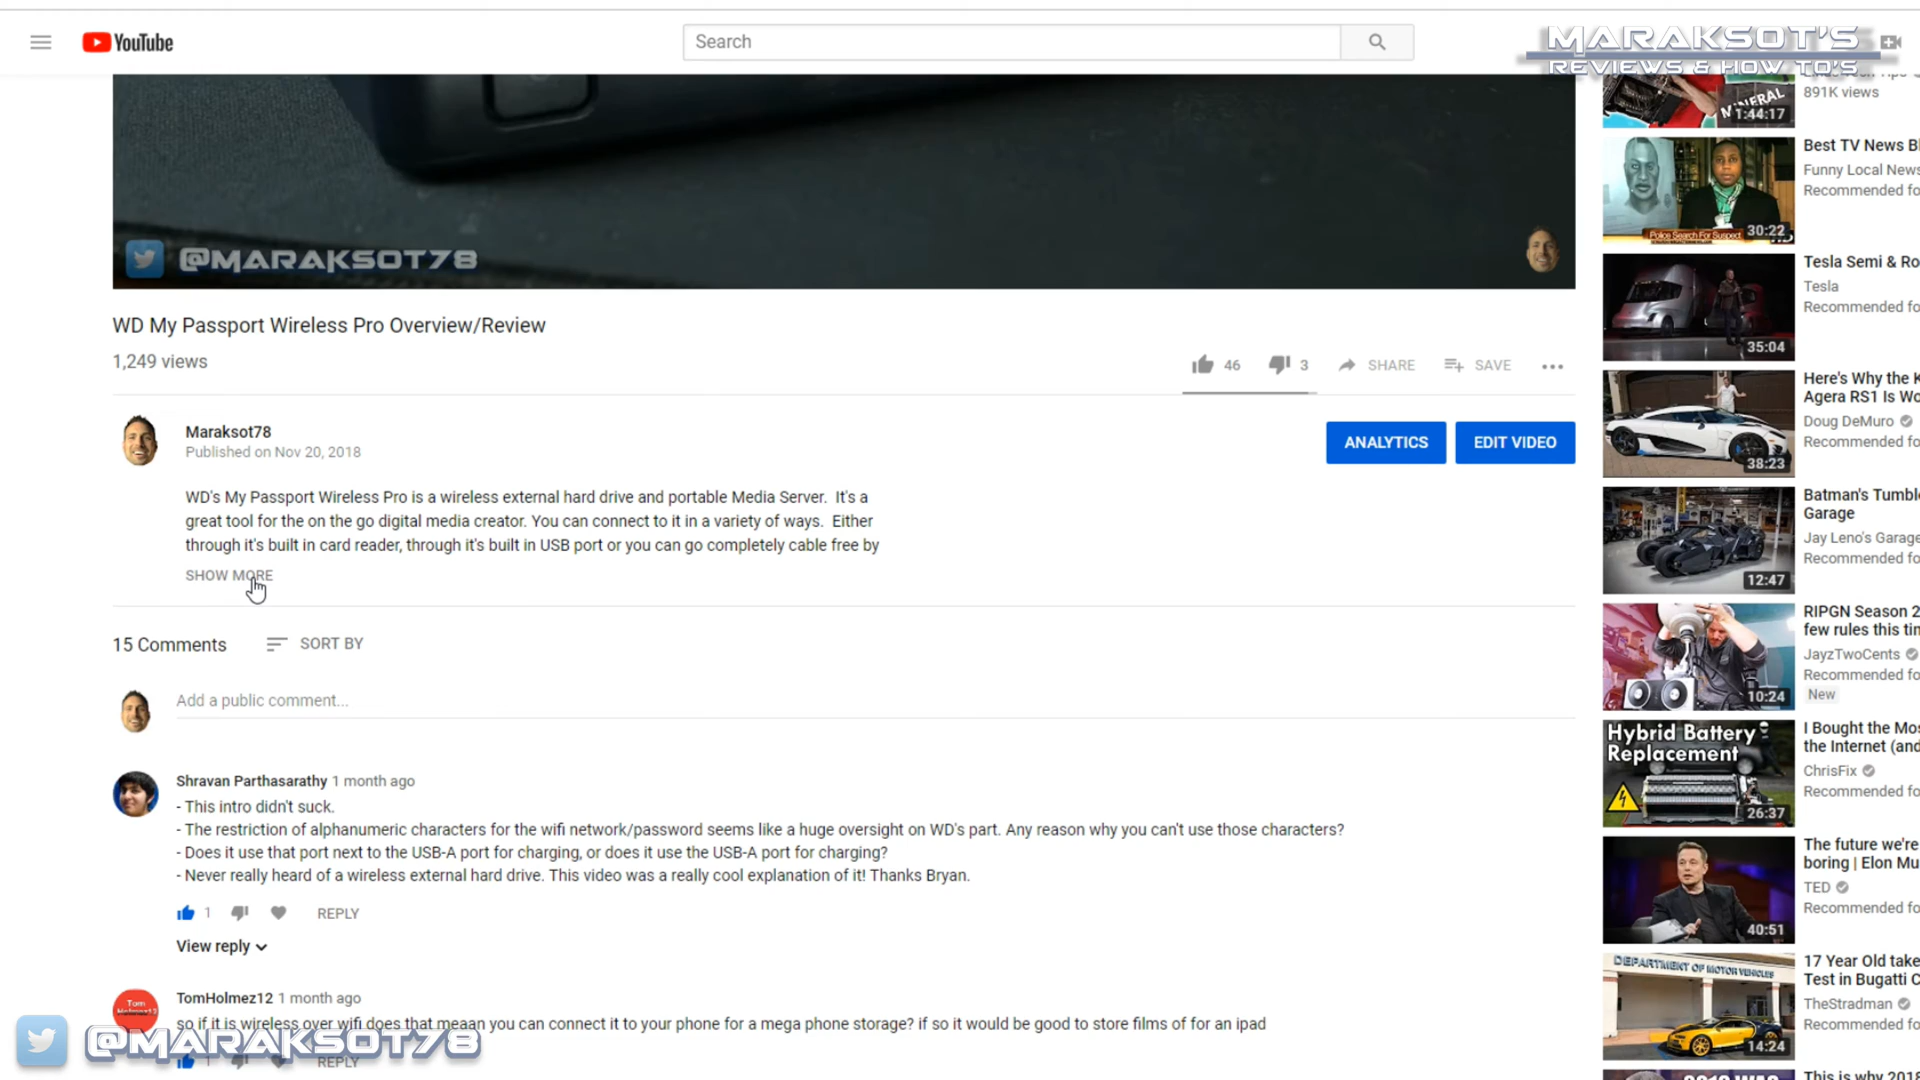 YouTube
Search
MARAKSOT'S
REVIEWS & HOW TO'S
@MARAKSOT78
WD My Passport Wireless Pro Overview/Review
1,249 views
46
3
SHARE
SAVE
Maraksot78
Published on Nov 20, 2018
ANALYTICS
EDIT VIDEO
WD's My Passport Wireless Pro is a wireless external hard drive and portable Media Server. It's a
great tool for the on the go digital media creator. You can connect to it in a variety of ways. Either
through it's built in card reader, through it's built in USB port or you can go completely cable free by
SHOW MORE
15 Comments
SORT BY
Add a public comment...
Shravan Parthasarathy 1 month ago
- This intro didn't suck.
- The restriction of alphanumeric characters for the wifi network/password seems like a huge oversight on WD's part. Any reason why you can't use those characters?
- Does it use that port next to the USB-A port for charging, or does it use the USB-A port for charging?
- Never really heard of a wireless external hard drive. This video was a really cool explanation of it! Thanks Bryan.
1
REPLY
View reply
Tom
TomHolmez12 1 month ago
so if it is wireless over wifi does that meaan you can connect it to your phone for a mega phone storage? if so it would be good to store films of for an ipad
1
REPLY
@MARAKSOT78
891K views
MINERAL
1:44:17
Best TV News Bl
Funny Local News
Recommended fo
Police Search For Suspect
30:22
Tesla Semi & Ro
Tesla
Recommended fo
35:04
Here's Why the K
Agera RS1 Is Wo
Doug DeMuro
Recommended fo
38:23
Batman's Tumble
Garage
Jay Leno's Garage
Recommended fo
12:47
RIPGN Season 2
few rules this tim
JayzTwoCents
Recommended fo
New
10:24
Hybrid Battery
Replacement
26:37
I Bought the Mos
the Internet (and
ChrisFix
Recommended fo
The future we're
boring | Elon Mu
TED
Recommended fo
40:51
DEPARTMENT OF MOTOR VEHICLES
17 Year Old take
Test in Bugatti C
TheStradman
Recommended fo
14:24
This is why 2018